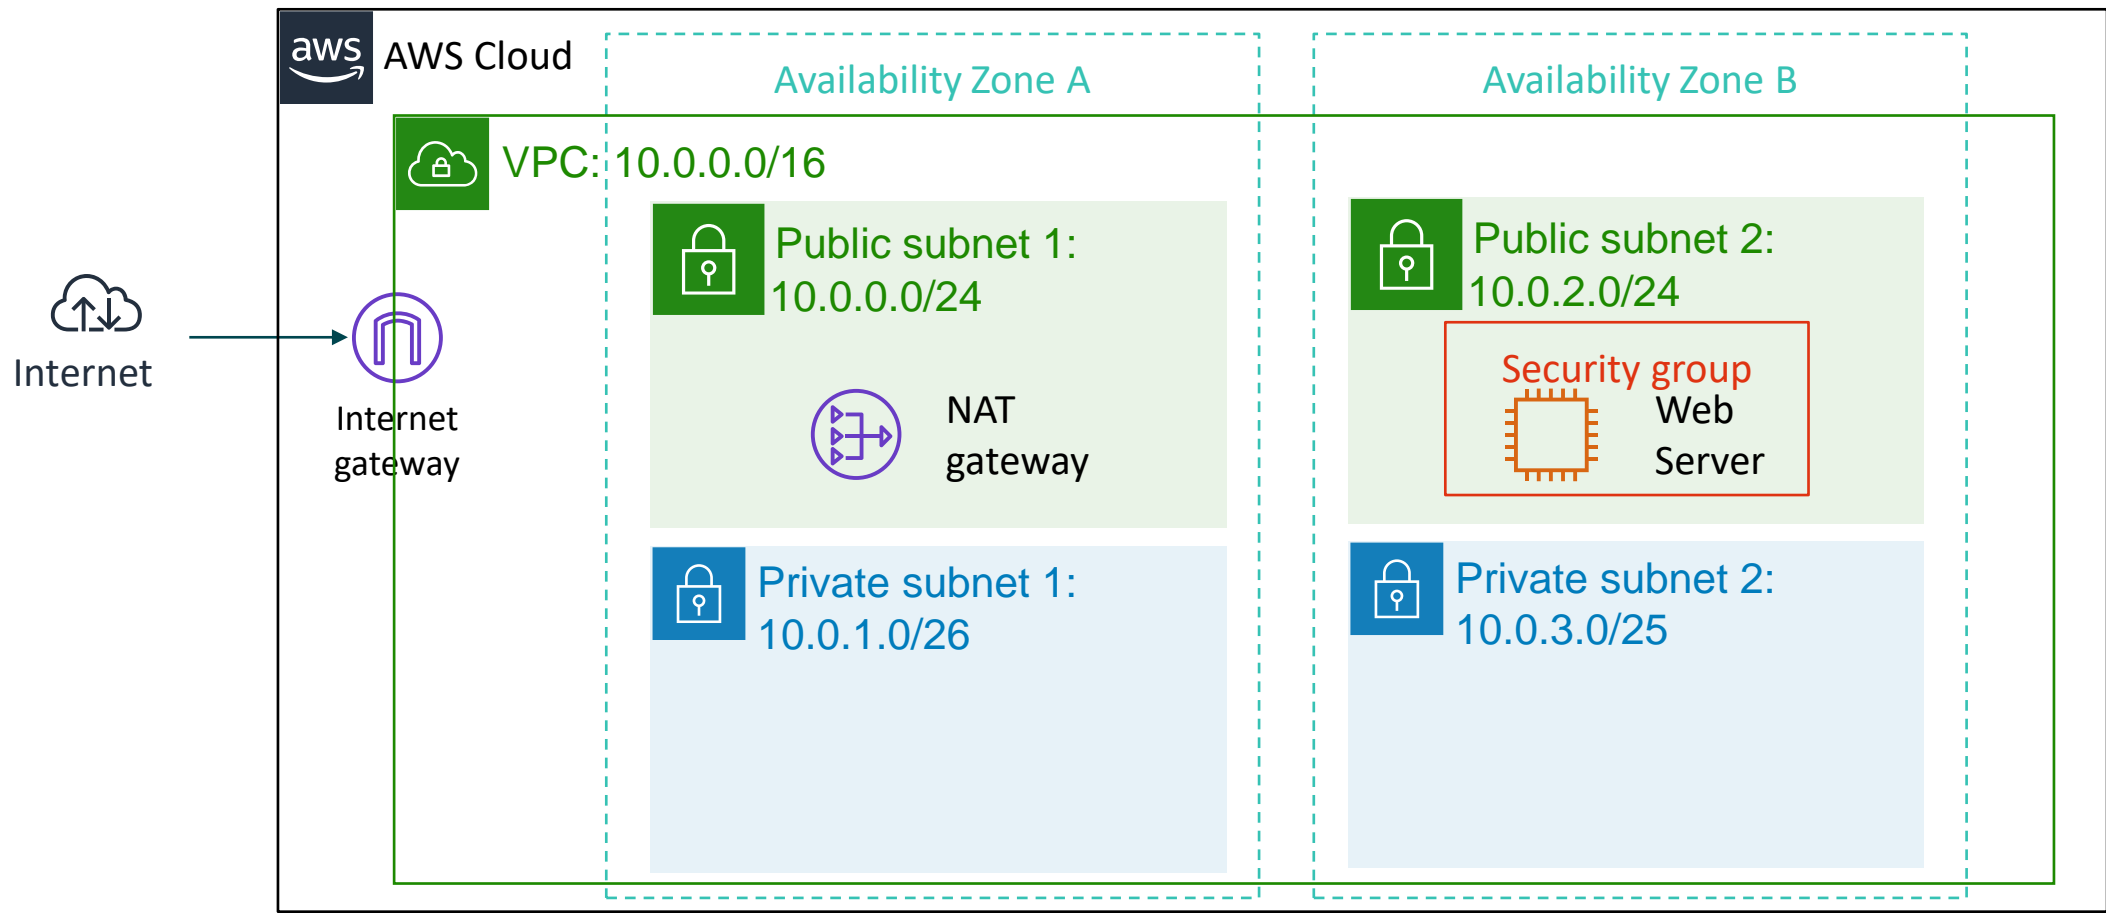 aws
AWS Cloud
Availability Zone A
Availability Zone B
VPC: 10.0.0.0/16
Public subnet 1:
10.0.0.0/24
Public subnet 2:
10.0.2.0/24
Internet
Internet
gateway
NAT
gateway
Security group
Web
Server
Private subnet 1:
10.0.1.0/26
Private subnet 2:
10.0.3.0/25